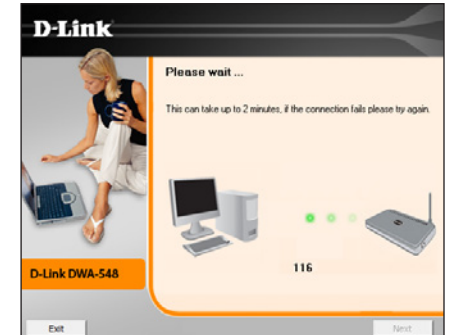 D-Link
Please wait ...
This can take up to 2 minutes, if the connection fails please try again.
116
D-Link DWA-548
Exit
Next